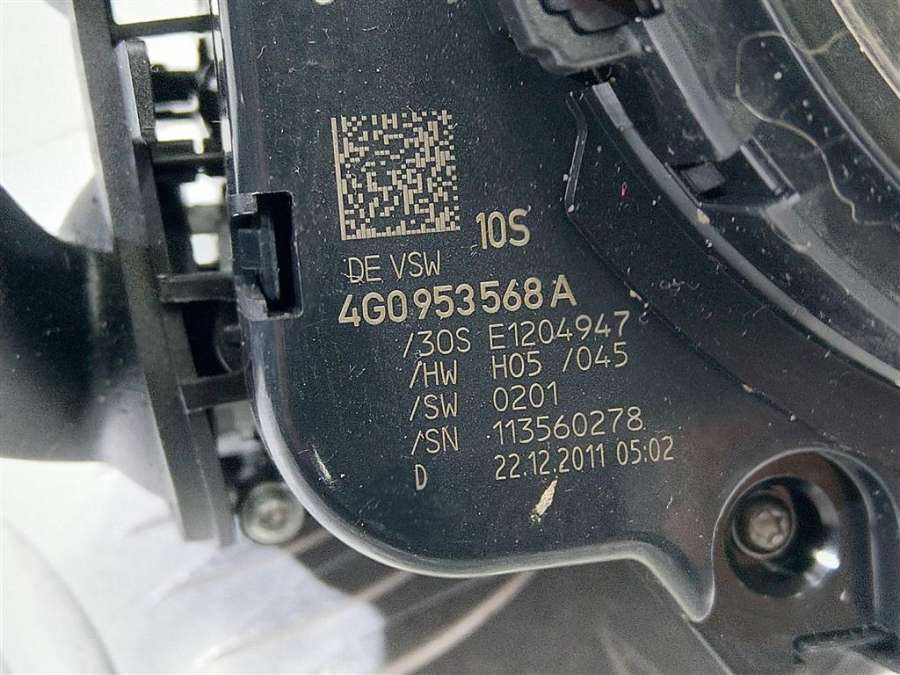 10S
DE VSW
4G0953568A
/30S E1204947
/HW H05 /045
/SW 0201
/SN 113560278
D 22.12.2011 05:02